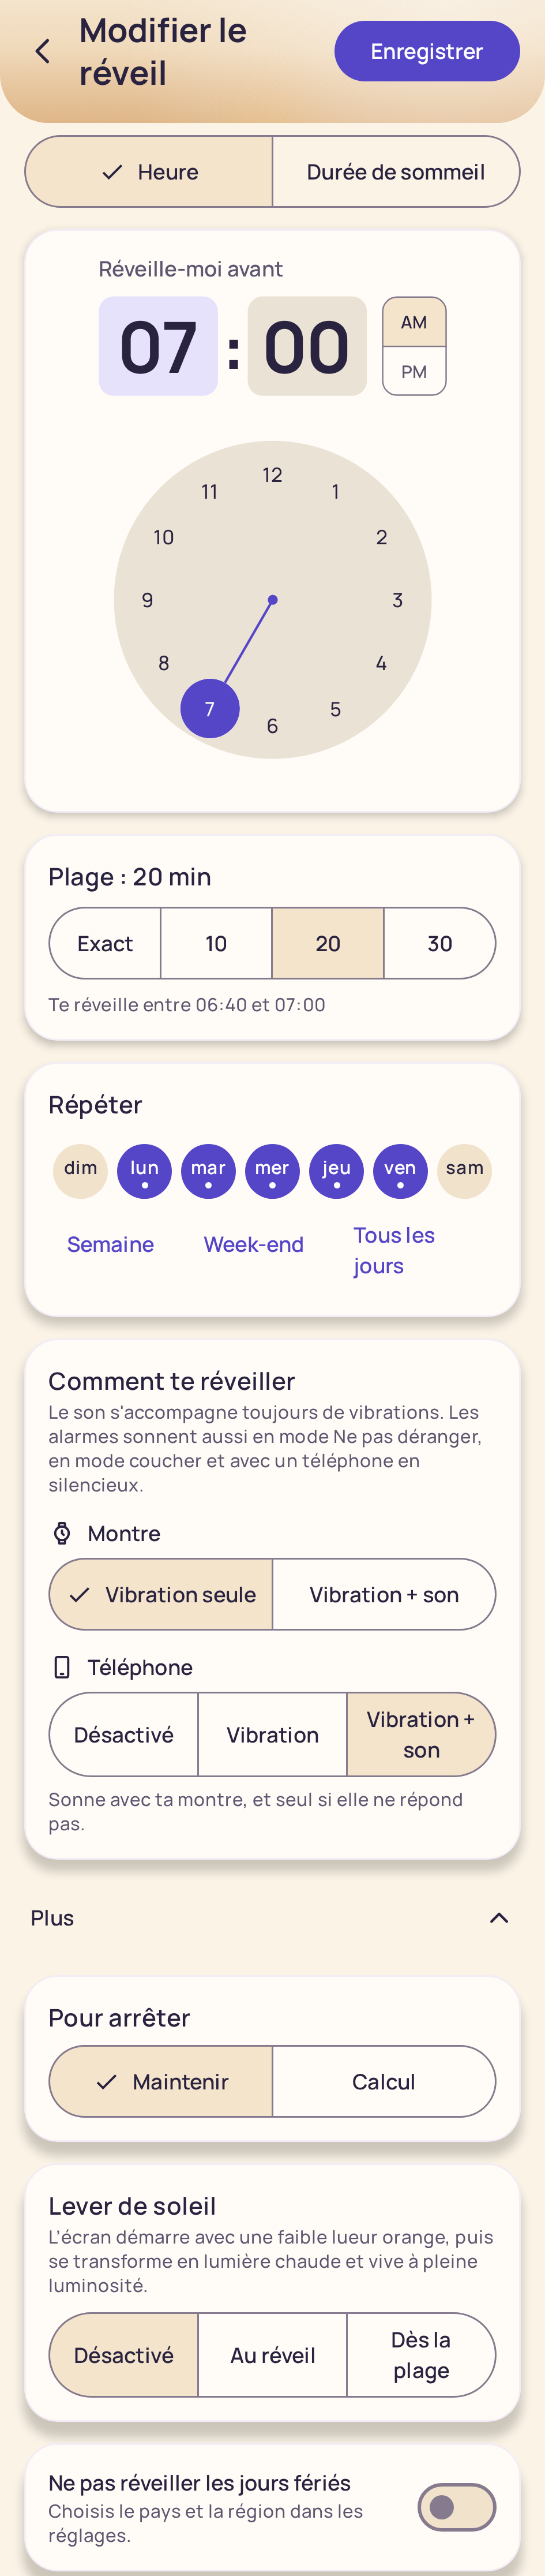 Modifier le
réveil
Enregistrer
Heure
Durée de sommeil
Réveille-moi avant
07 : 00
AM
PM
12
11
1
10
2
9
3
8
4
7
5
6
Plage : 20 min
Exact
10
20
30
Te réveille entre 06:40 et 07:00
Répéter
dim
lun
mar
mer
jeu
ven
sam
Semaine
Week-end
Tous les
jours
Comment te réveiller
Le son s'accompagne toujours de vibrations. Les
alarmes sonnent aussi en mode Ne pas déranger,
en mode coucher et avec un téléphone en
silencieux.
Montre
Vibration seule
Vibration + son
Téléphone
Désactivé
Vibration
Vibration +
son
Sonne avec ta montre, et seul si elle ne répond
pas.
Plus
Pour arrêter
Maintenir
Calcul
Lever de soleil
L'écran démarre avec une faible lueur orange, puis
se transforme en lumière chaude et vive à pleine
luminosité.
Désactivé
Au réveil
Dès la
plage
Ne pas réveiller les jours fériés
Choisis le pays et la région dans les
réglages.